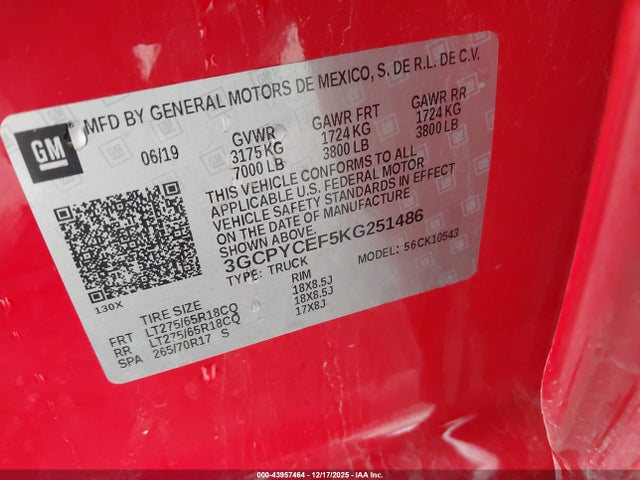 MFD BY GENERAL MOTORS DE MEXICO, S. DE R.L. DE C.V.
GM
06/19
GVWR GAWR FRT GAWR RR
3175 KG 1724 KG 1724 KG
7000 LB 3800 LB 3800 LB
THIS VEHICLE CONFORMS TO ALL
APPLICABLE U.S. FEDERAL MOTOR
VEHICLE SAFETY STANDARDS IN EFFECT
ON THE DATE OF MANUFACTURE
SHOWN ABOVE.
3GCPYCEF5KG251486
TYPE: TRUCK MODEL: 56CK10543
130X
TIRE SIZE RIM
FRT LT275/65R18CQ 18X8.5J
RR LT275/65R18CQ 18X8.5J
SPA 265/70R17 S 17X8J
000-43957464 - 12/17/2025 - IAAI.COM